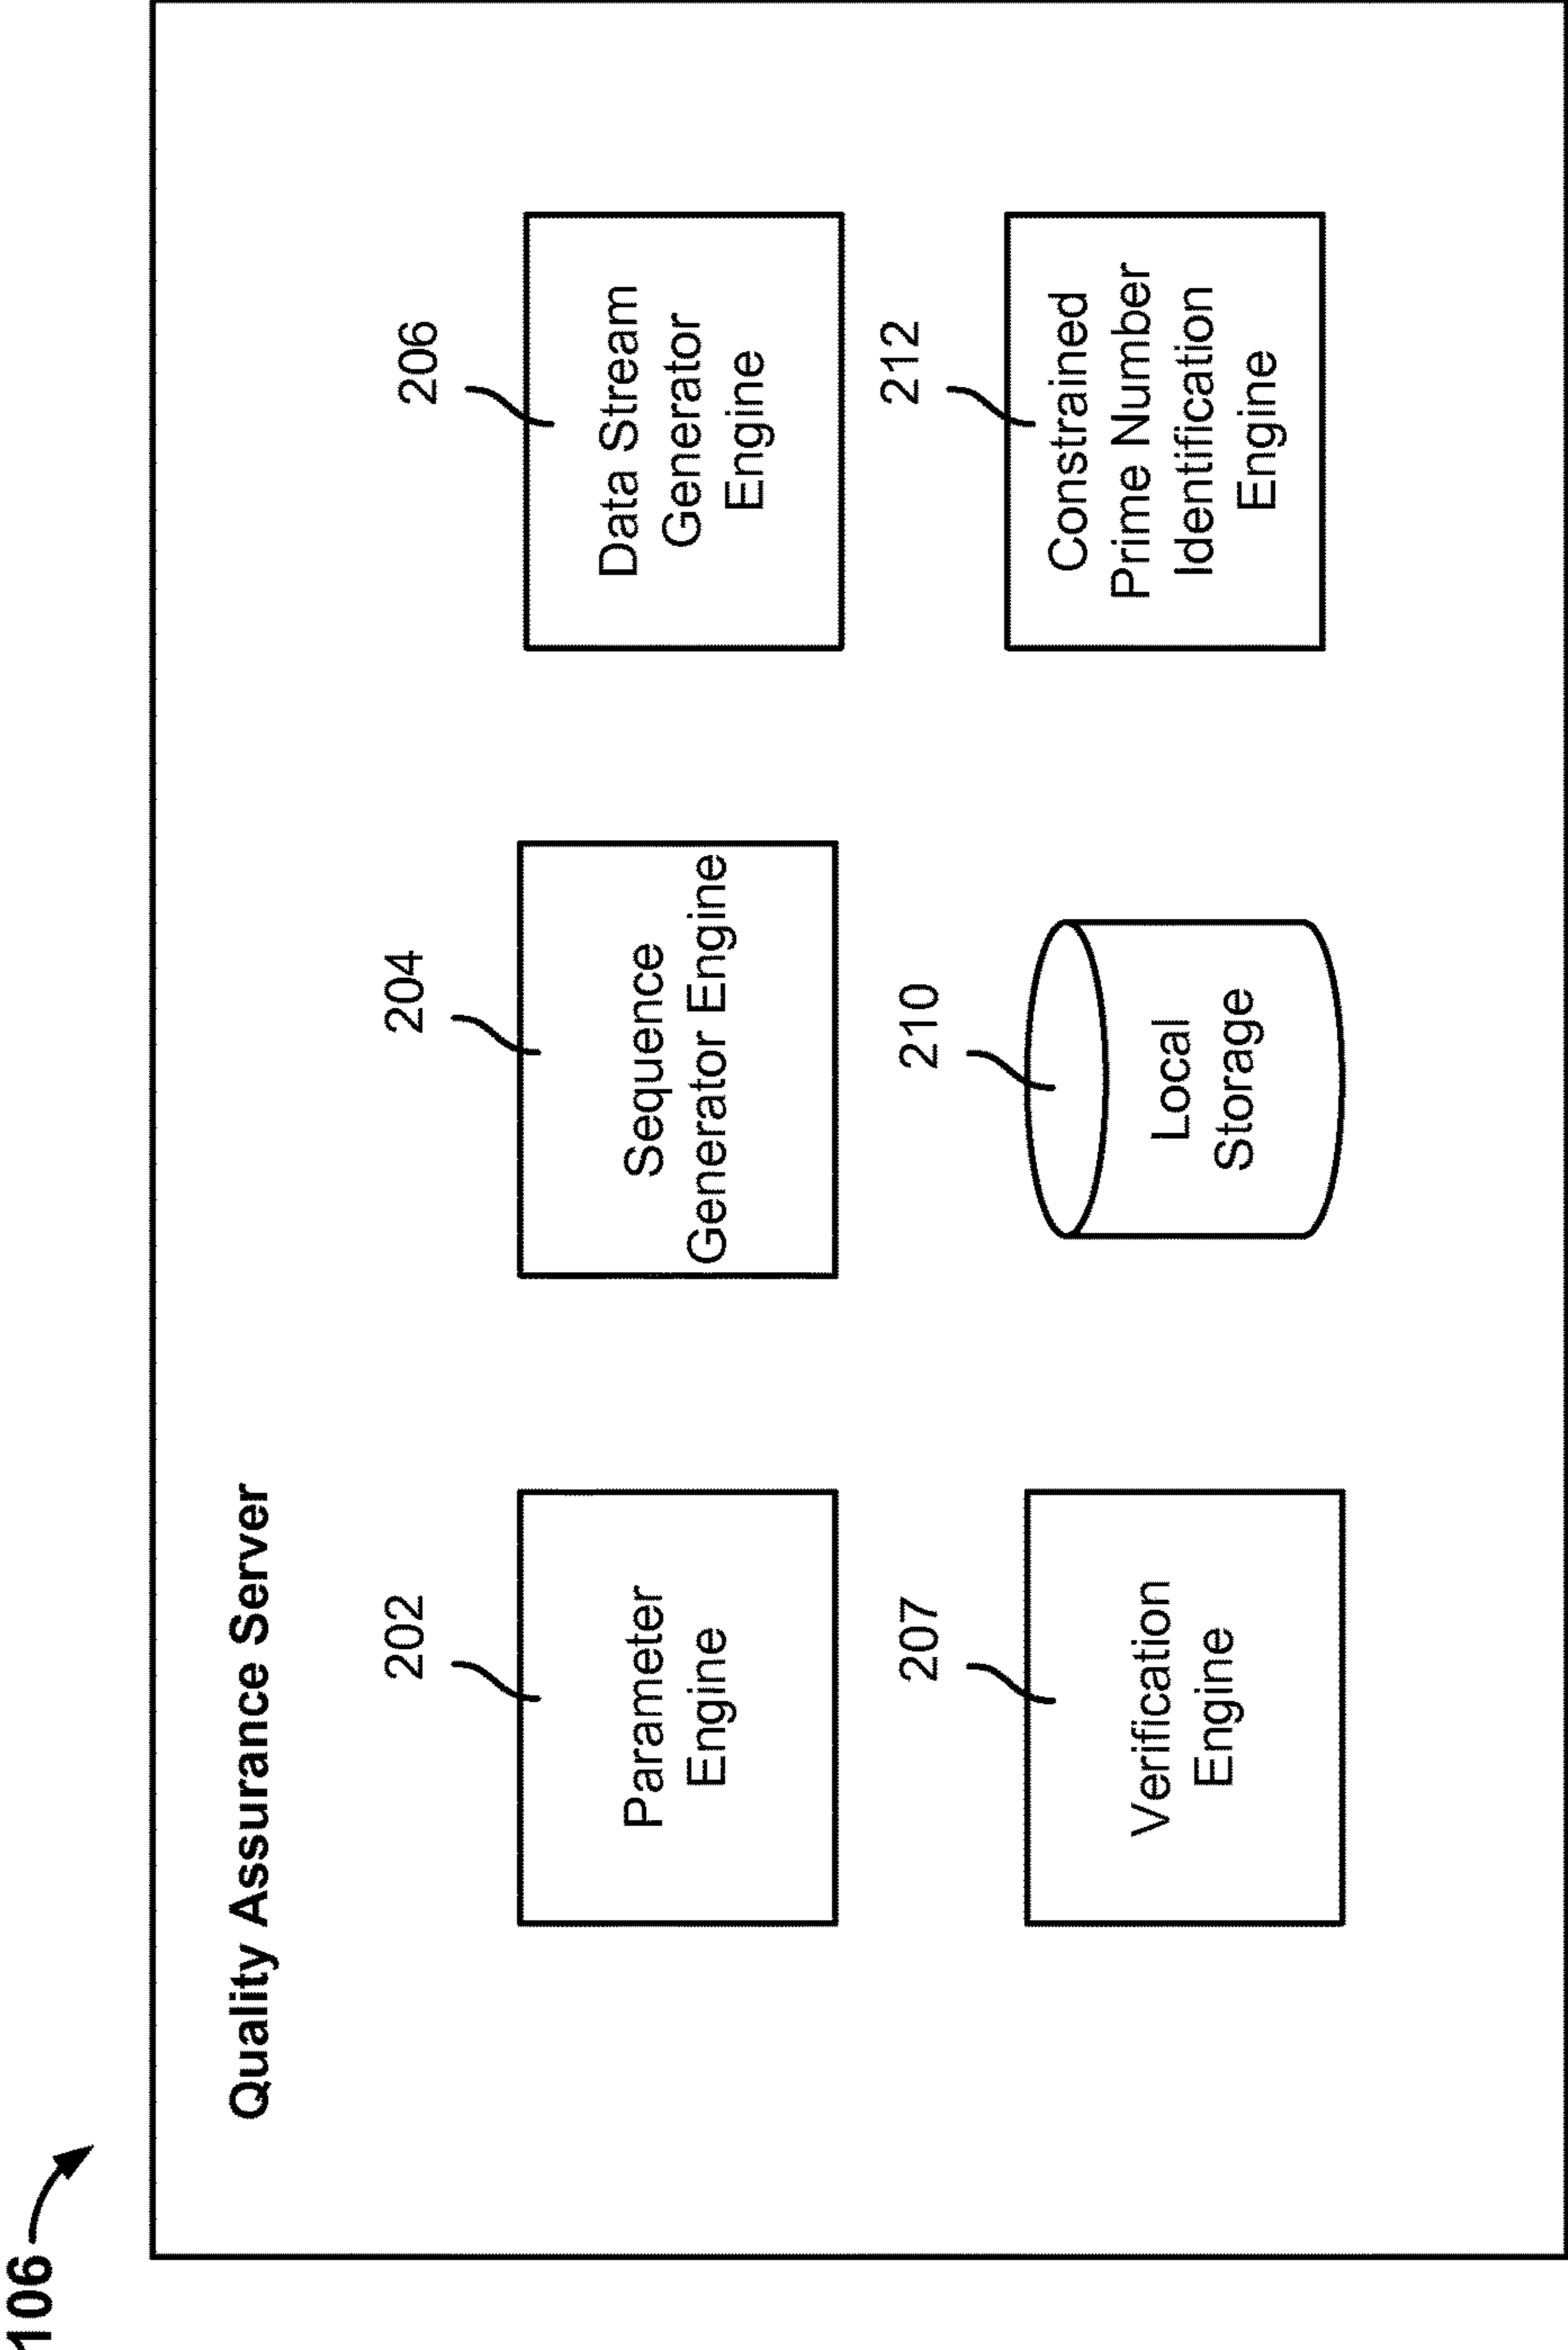 106
Quality Assurance Server
202
Parameter
Engine
204
Sequence
Generator Engine
206
Data Stream
Generator
Engine
207
Verification
Engine
210
Local
Storage
212
Constrained
Prime Number
Identification
Engine